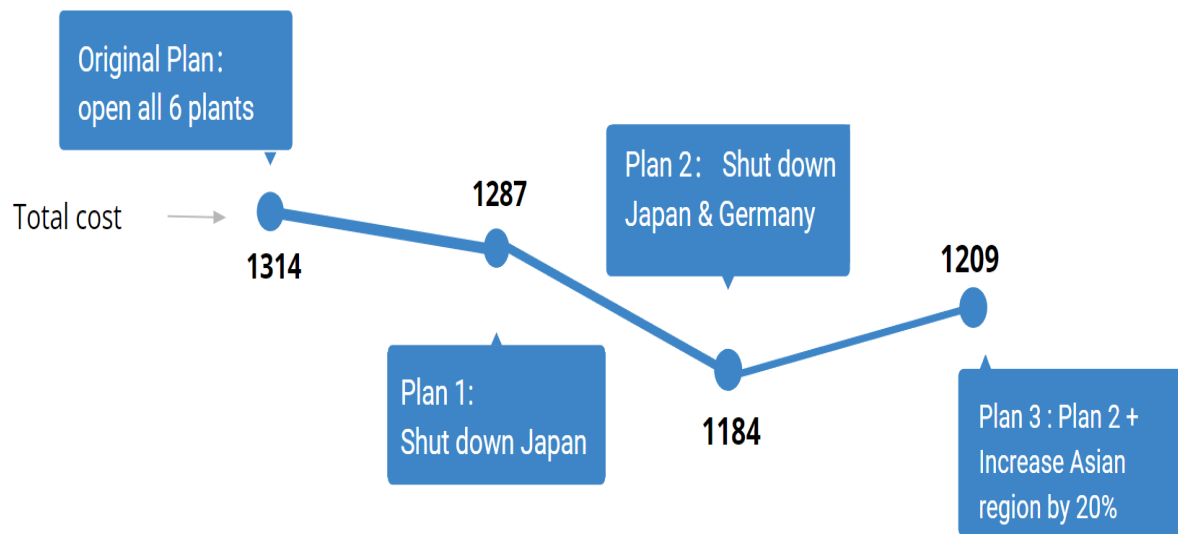 Original Plan:
open all 6 plants
Total cost
1314
1287
Plan 1:
Shut down Japan
Plan 2: Shut down
Japan & Germany
1184
1209
Plan 3 : Plan 2 +
Increase Asian
region by 20%